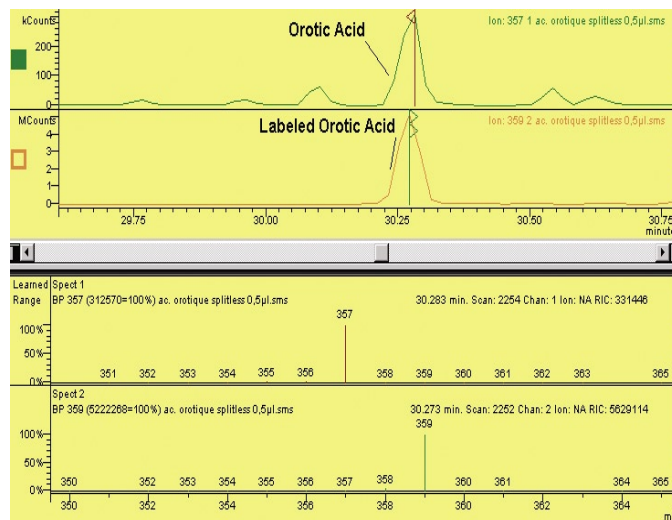 kCounts
Orotic Acid
Ion: 357 1 ac. orotique splitless 0,5µl.sms
200
100
0
MCounts
Labeled Orotic Acid
Ion: 359 2 ac. orotique splitless 0,5µl.sms
5
4
3
2
1
0
29.75 30.00 30.25 30.50 30.75
minute
Learned Spect 1
Range BP 357 (312570=100%) ac. orotique splitless 0,5µl.sms 30.283 min. Scan: 2254 Chan: 1 Ion: NA RIC: 331446
357
100%
50%
0%
351 352 353 354 355 356 358 359 360 361 362 363 365
Spect 2
BP 359 (5222268=100%) ac. orotique splitless 0,5µl.sms 30.273 min. Scan: 2252 Chan: 2 Ion: NA RIC: 5629114
359
100%
50%
0%
350 352 353 354 355 356 357 358 360 361 364 365
350 352 354 356 358 360 362 364
m